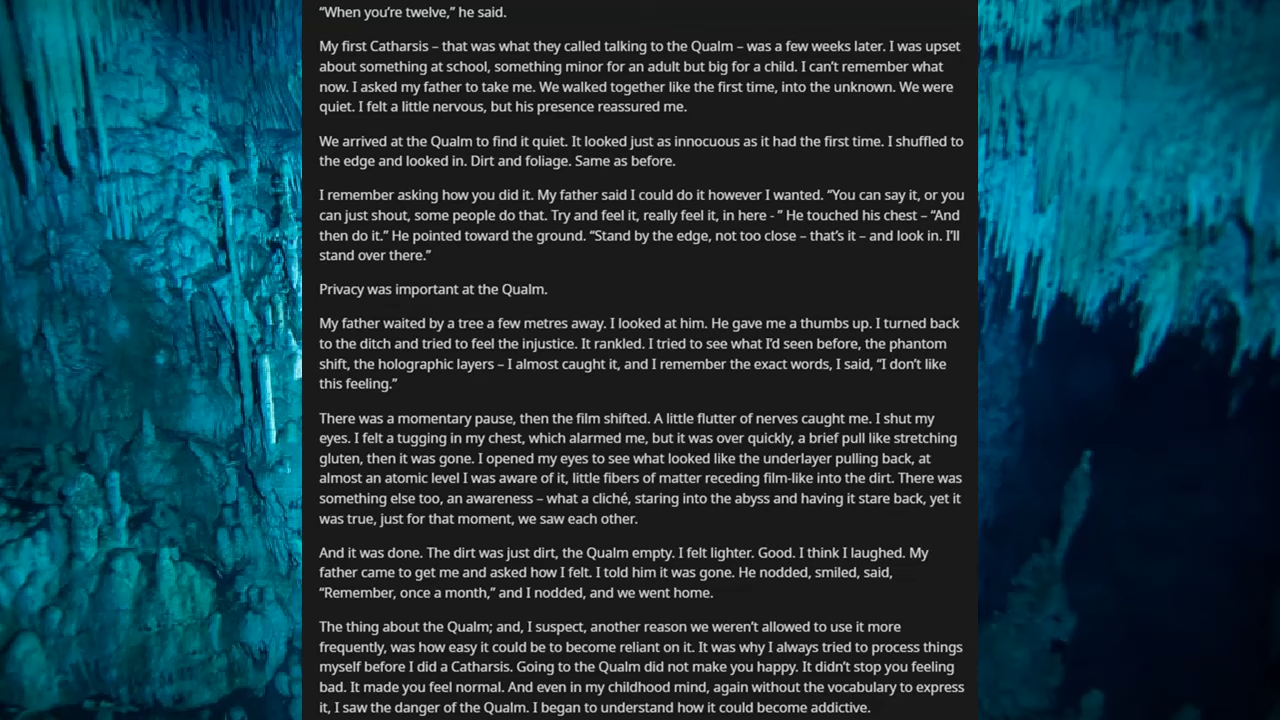 “When you’re twelve,” he said.
My first Catharsis – that was what they called talking to the Qualm – was a few weeks later. I was upset
about something at school, something minor for an adult but big for a child. I can’t remember what
now. I asked my father to take me. We walked together like the first time, into the unknown. We were
quiet. I felt a little nervous, but his presence reassured me.
We arrived at the Qualm to find it quiet. It looked just as innocuous as it had the first time. I shuffled to
the edge and looked in. Dirt and foliage. Same as before.
I remember asking how you did it. My father said I could do it however I wanted. “You can say it, or you
can just shout, some people do that. Try and feel it, really feel it, in here - ” He touched his chest – “And
then do it.” He pointed toward the ground. “Stand by the edge, not too close – that’s it – and look in. I’ll
stand over there.”
Privacy was important at the Qualm.
My father waited by a tree a few metres away. I looked at him. He gave me a thumbs up. I turned back
to the ditch and tried to feel the injustice. It rankled. I tried to see what I’d seen before, the phantom
shift, the holographic layers – I almost caught it, and I remember the exact words, I said, “I don’t like
this feeling.”
There was a momentary pause, then the film shifted. A little flutter of nerves caught me. I shut my
eyes. I felt a tugging in my chest, which alarmed me, but it was over quickly, a brief pull like stretching
gluten, then it was gone. I opened my eyes to see what looked like the underlayer pulling back, at
almost an atomic level I was aware of it, little fibers of matter receding film-like into the dirt. There was
something else too, an awareness – what a cliché, staring into the abyss and having it stare back, yet it
was true, just for that moment, we saw each other.
And it was done. The dirt was just dirt, the Qualm empty. I felt lighter. Good. I think I laughed. My
father came to get me and asked how I felt. I told him it was gone. He nodded, smiled, said,
“Remember, once a month,” and I nodded, and we went home.
The thing about the Qualm; and, I suspect, another reason we weren’t allowed to use it more
frequently, was how easy it could be to become reliant on it. It was why I always tried to process things
myself before I did a Catharsis. Going to the Qualm did not make you happy. It didn’t stop you feeling
bad. It made you feel normal. And even in my childhood mind, again without the vocabulary to express
it, I saw the danger of the Qualm. I began to understand how it could become addictive.